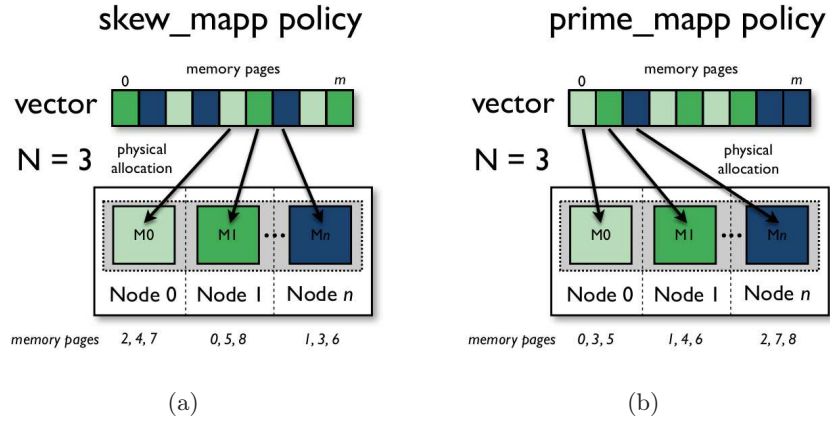 skew_mapp policy
memory pages
0 m
vector
N = 3
physical
allocation
M0 M1 ••• Mn
Node 0 Node 1 Node n
memory pages 2, 4, 7 0, 5, 8 1, 3, 6
(a)
prime_mapp policy
memory pages
0 m
vector
N = 3
physical
allocation
M0 M1 ••• Mn
Node 0 Node 1 Node n
memory pages 0, 3, 5 1, 4, 6 2, 7, 8
(b)